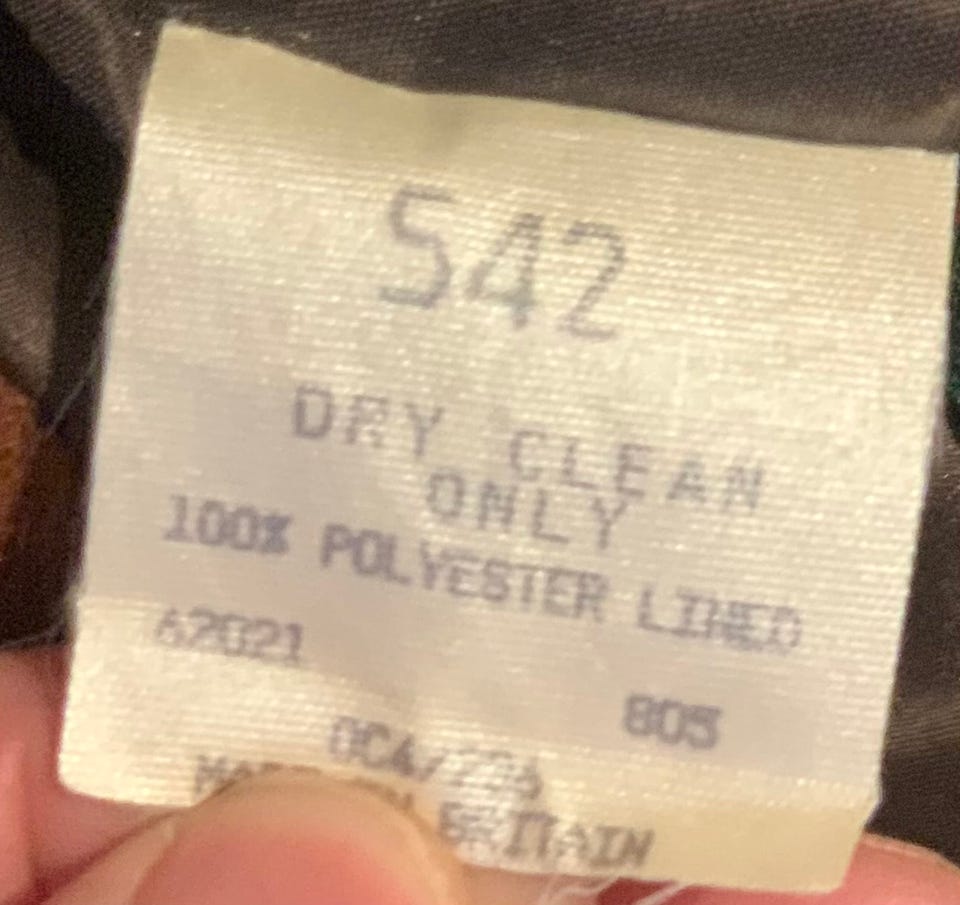 542
DRY CLEAN
ONLY
100% POLYESTER LINED
62021
805
BRITAIN